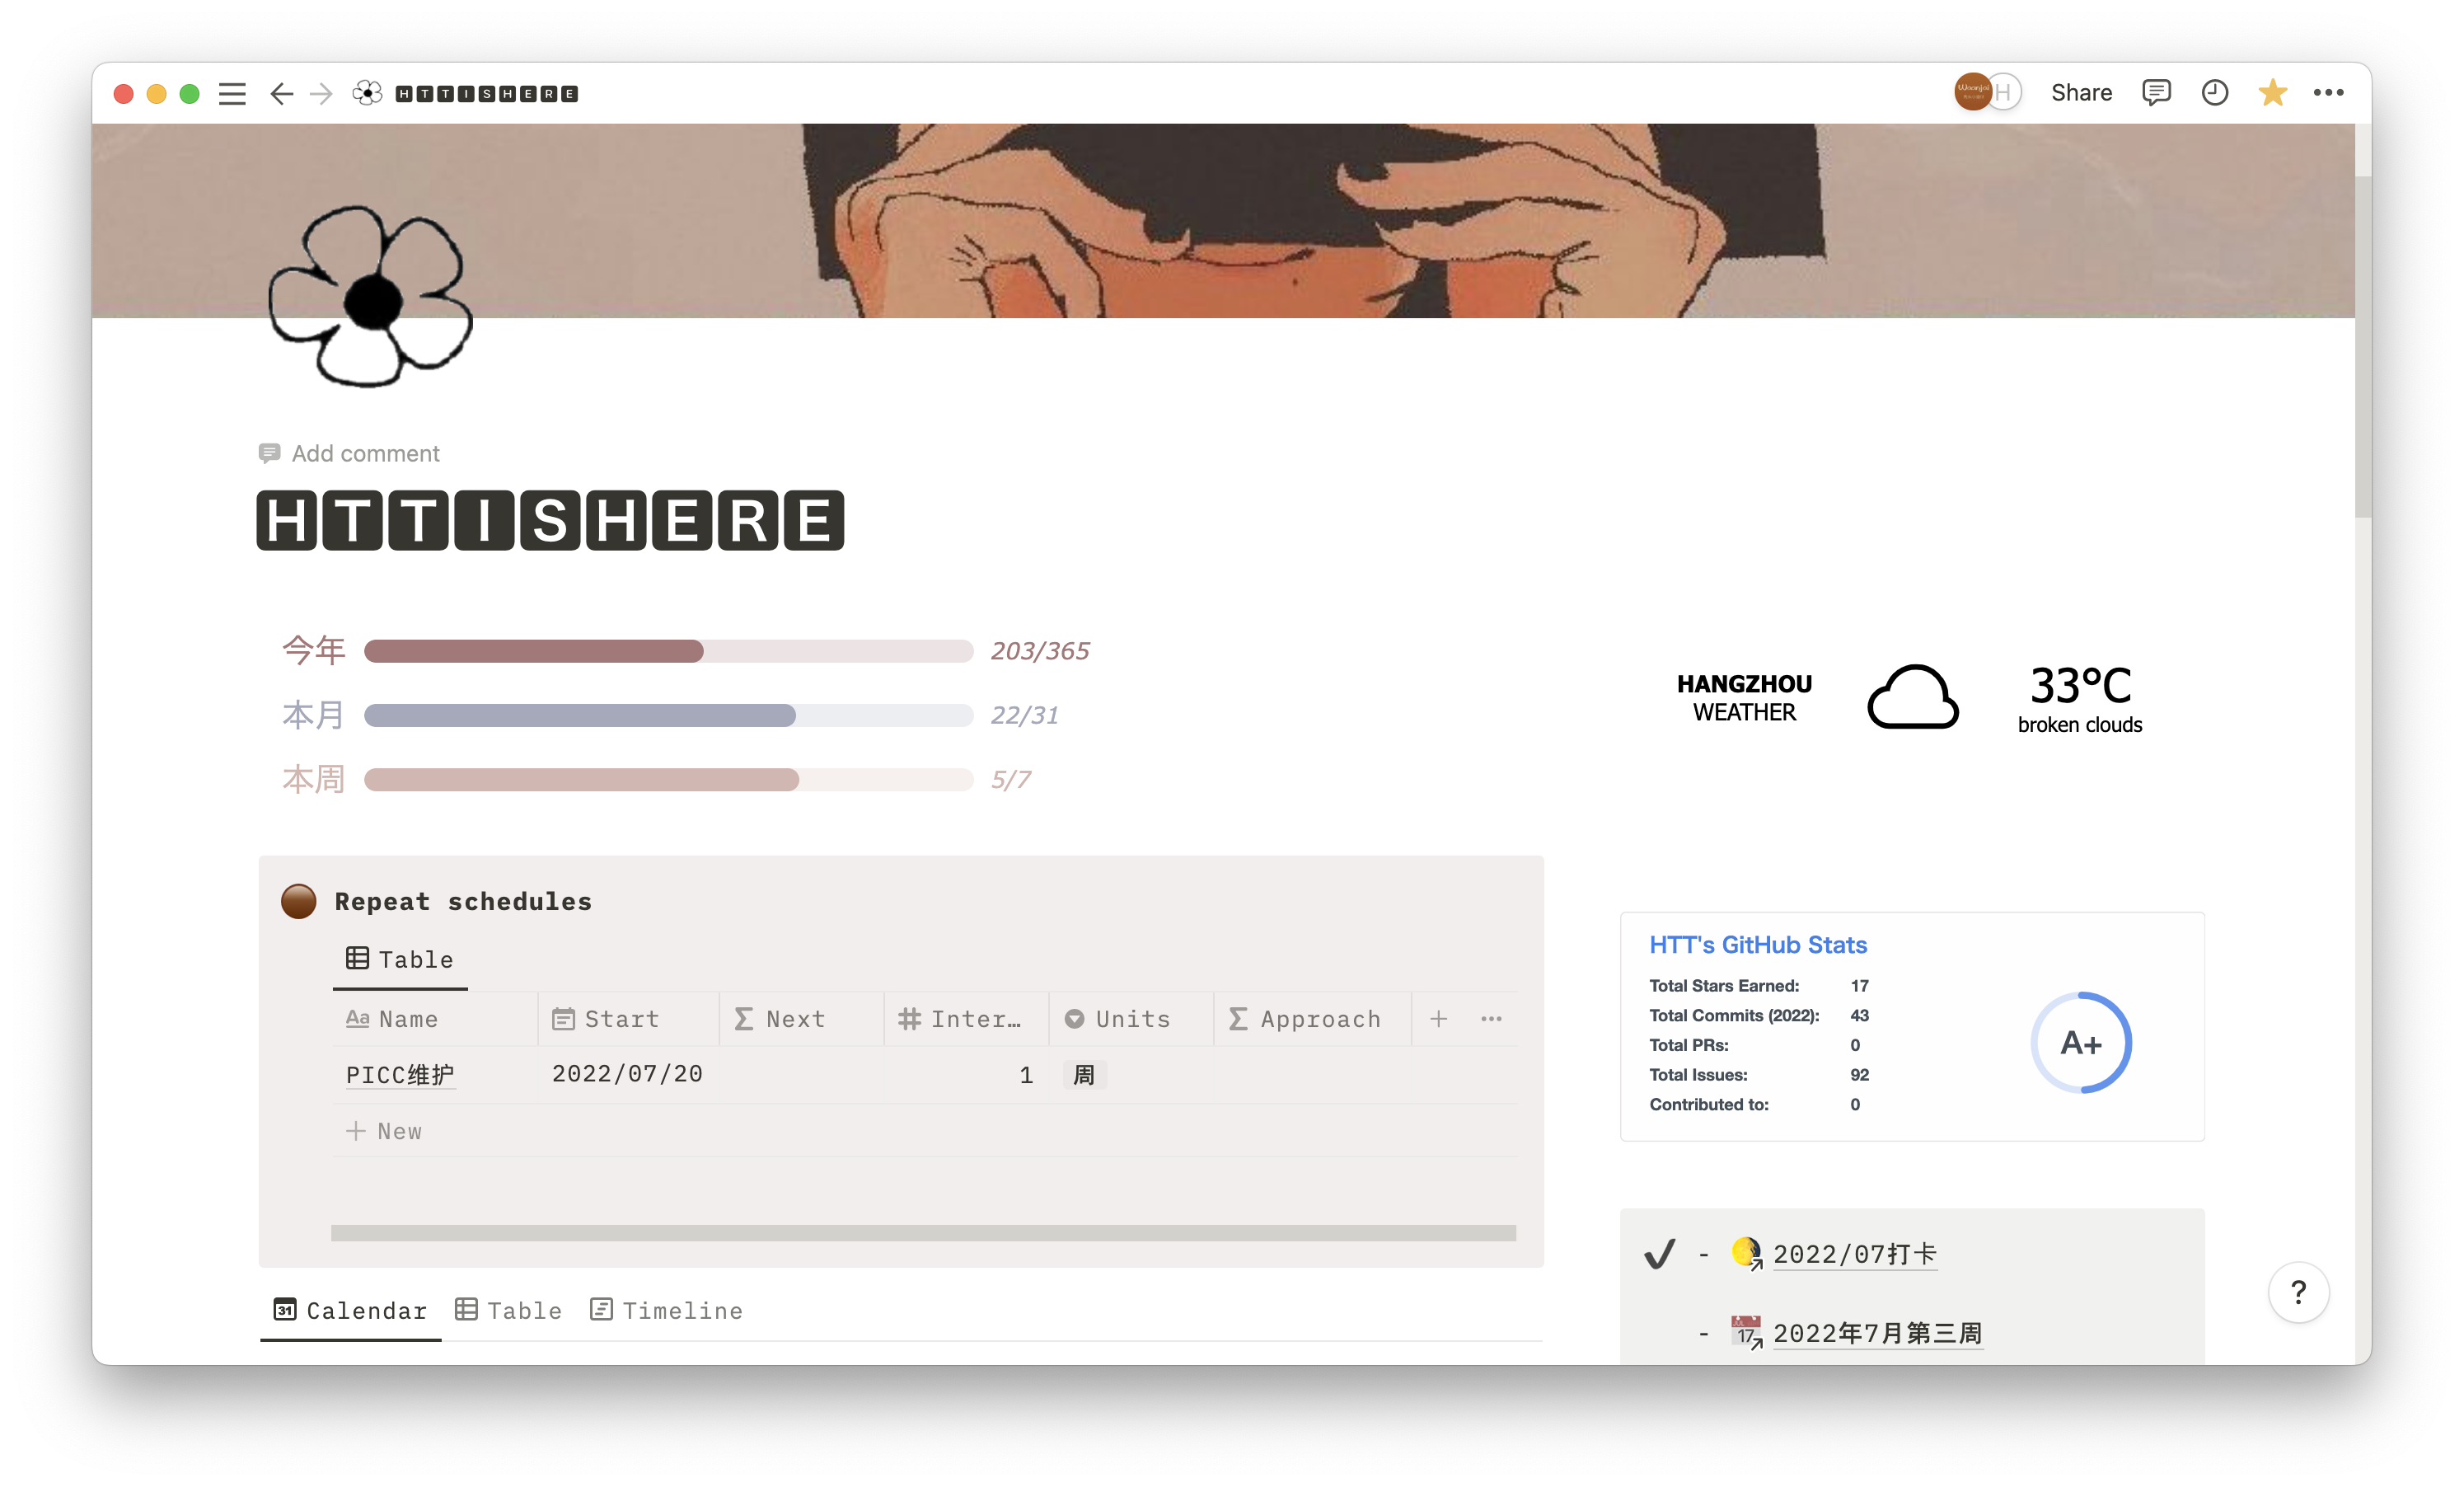 🅷🆃🆃🅸🆂🅷🅴🆁🅴
H
Share
Add comment
🅷🆃🆃🅸🆂🅷🅴🆁🅴
今年 203/365
本月 22/31
本周 5/7
HANGZHOU
WEATHER
33°C
broken clouds
Repeat schedules
Table
Aa Name Start Next Inter… Units Approach
PICC维护 2022/07/20 1 周
New
HTT's GitHub Stats
Total Stars Earned: 17
Total Commits (2022): 43
Total PRs: 0
Total Issues: 92
Contributed to: 0
A+
- 2022/07打卡
- 17 2022年7月第三周
31 Calendar Table Timeline
?